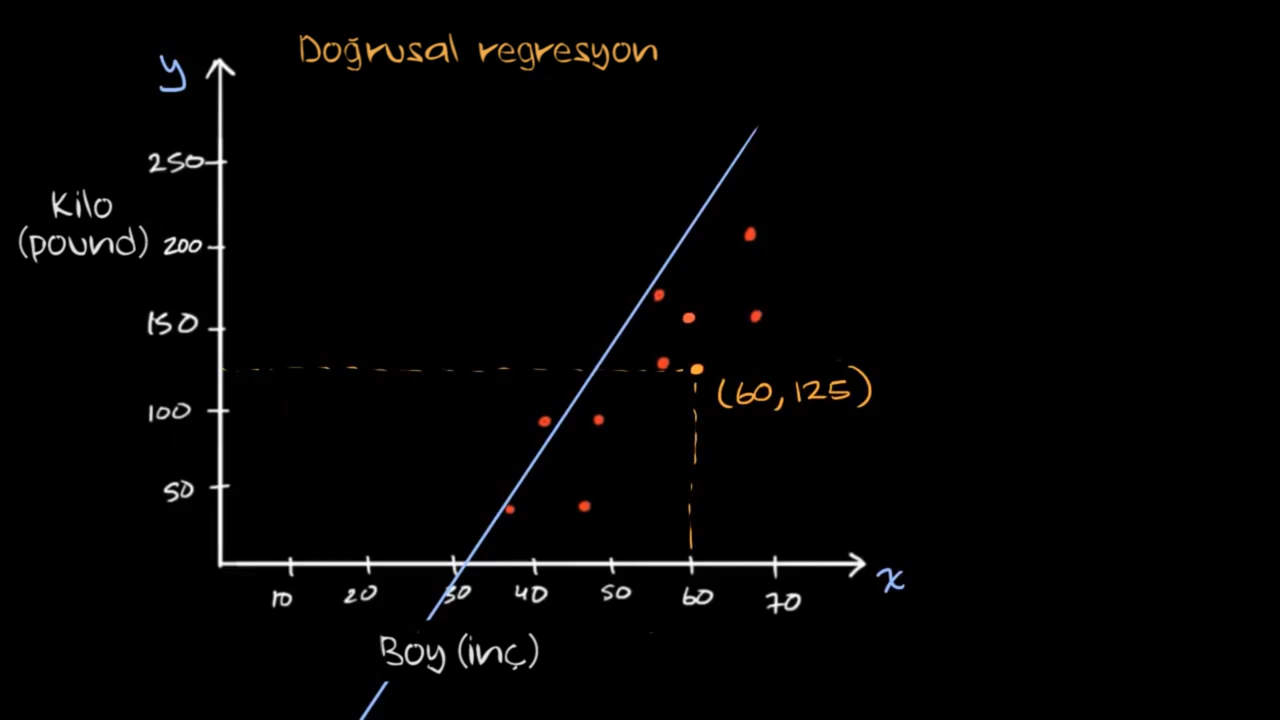 Doğrusal regresyon
y
250
Kilo
(pound)
200
150
(60,125)
100
50
x
10 20 30 40 50 60 70
Boy (inç)